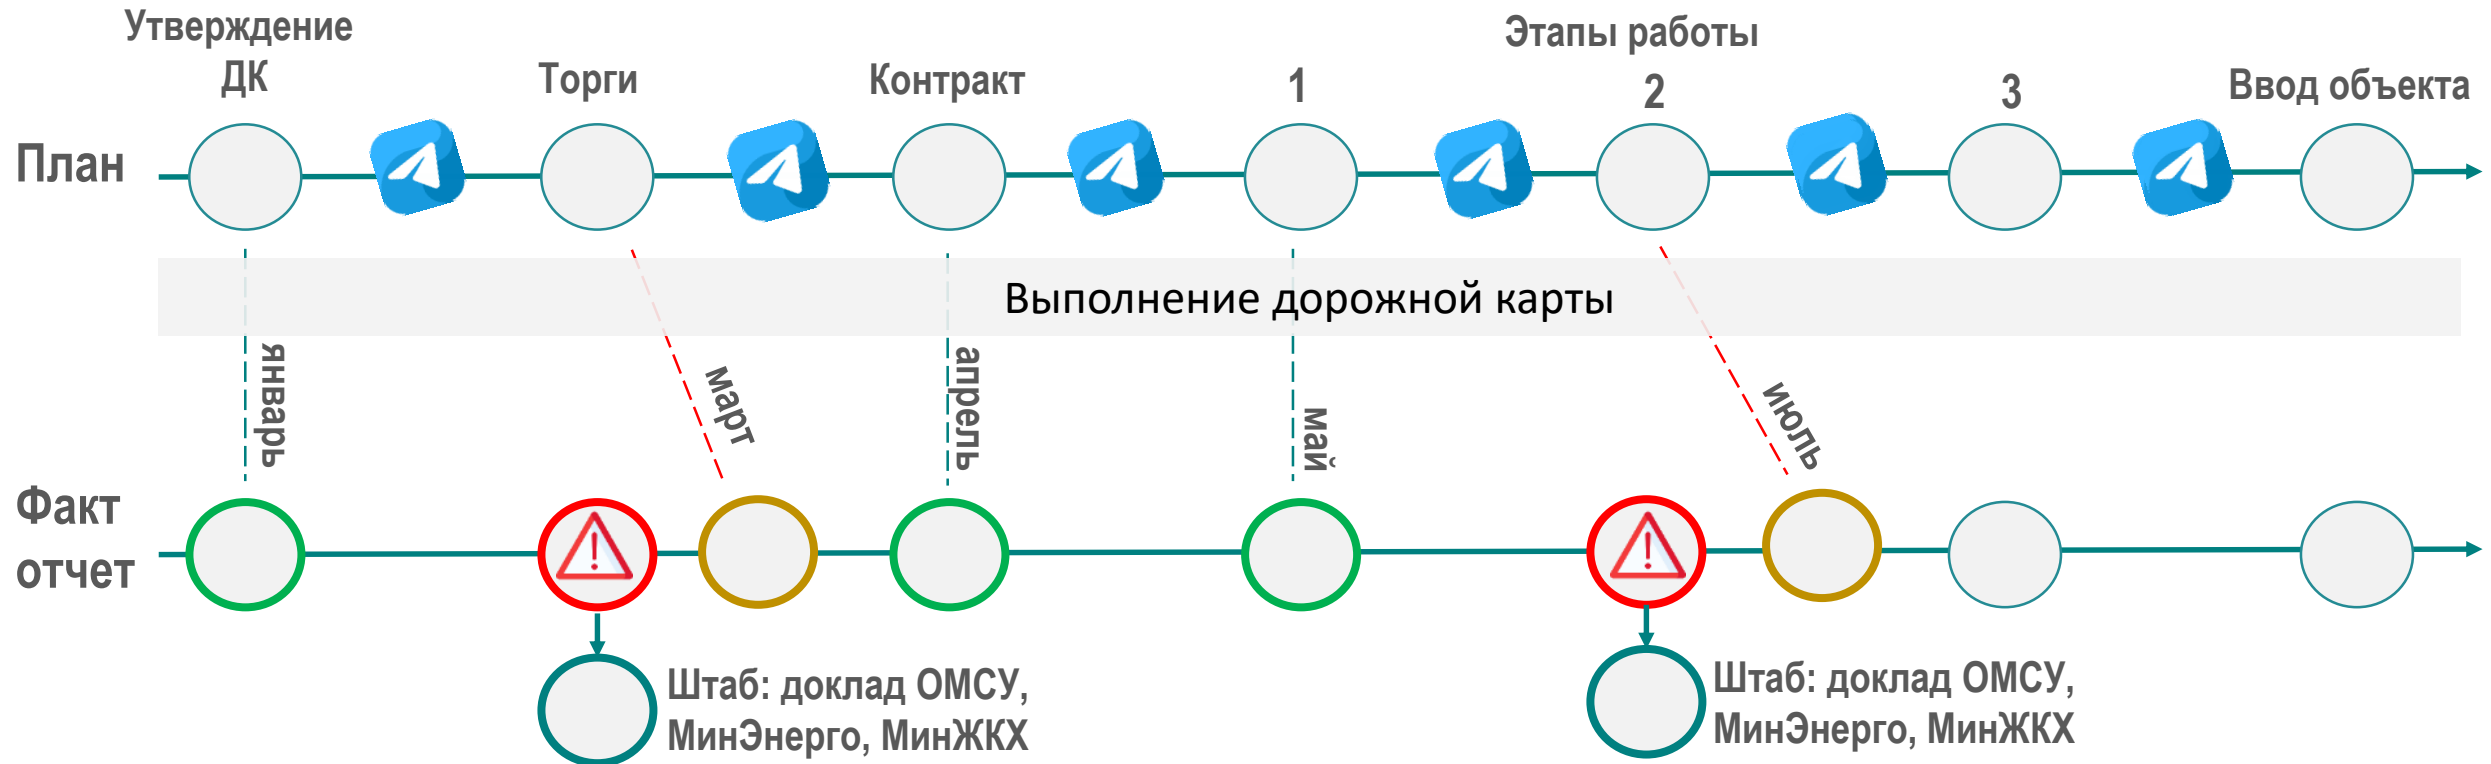 Утверждение
ДК
Торги
Контракт
Этапы работы
1
2
3
Ввод объекта
План
Выполнение дорожной карты
январь
март
апрель
май
июль
Факт
отчет
Штаб: доклад ОМСУ,
МинЭнерго, МинЖКХ
Штаб: доклад ОМСУ,
МинЭнерго, МинЖКХ